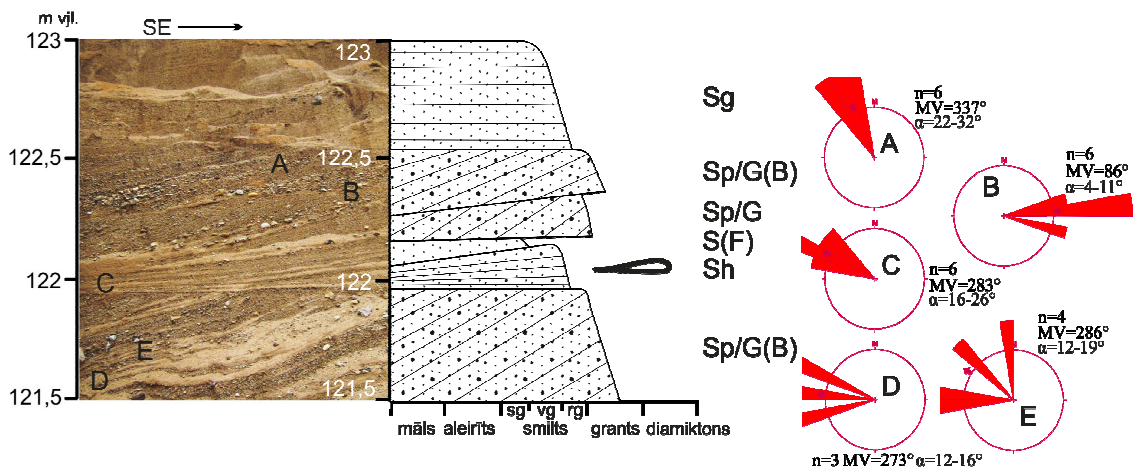 m vjl.
SE
123
122,5
122
121,5
123
122,5
122
121,5
A
B
C
E
D
sg vg rg
māls aleirīts smilts grants diamiktons
Sg
Sp/G(B)
Sp/G
S(F)
Sh
Sp/G(B)
n=6
MV=337°
α=22-32°
N
A
n=6
MV=86°
α=4-11°
N
B
N
C
n=6
MV=283°
α=16-26°
N
D
n=3 MV=273° α=12-16°
n=4
MV=286°
α=12-19°
N
E